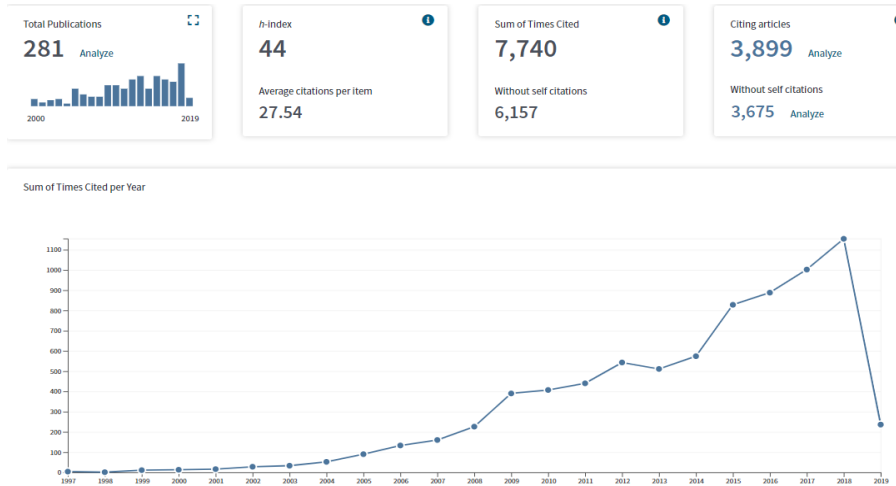 Total Publications
281 Analyze
2000 2019
h-index
44
Average citations per item
27.54
Sum of Times Cited
7,740
Without self citations
6,157
Citing articles
3,899 Analyze
Without self citations
3,675 Analyze
Sum of Times Cited per Year
1100
1000
900
800
700
600
500
400
300
200
100
0
1997 1998 1999 2000 2001 2002 2003 2004 2005 2006 2007 2008 2009 2010 2011 2012 2013 2014 2015 2016 2017 2018 2019